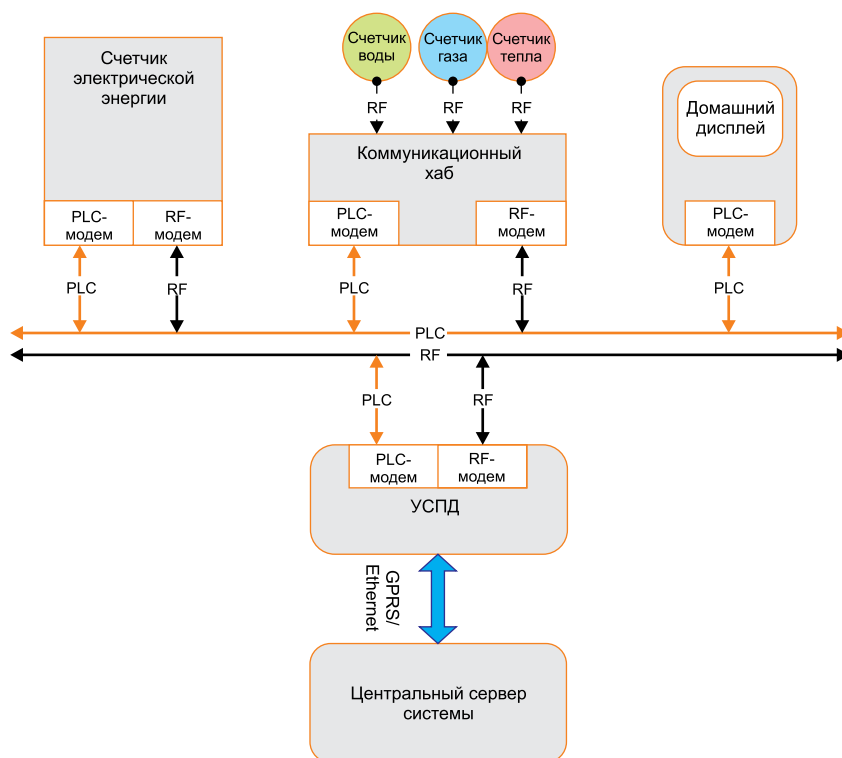 Счетчик
электрической
энергии
PLC-
модем
RF-
модем
Счетчик
воды
Счетчик
газа
Счетчик
тепла
RF
RF
RF
Коммуникационный
хаб
PLC-
модем
RF-
модем
Домашний
дисплей
PLC-
модем
PLC
RF
PLC
RF
PLC
PLC
RF
PLC
RF
PLC-
модем
RF-
модем
УСПД
GPRS/
Ethernet
Центральный сервер
системы